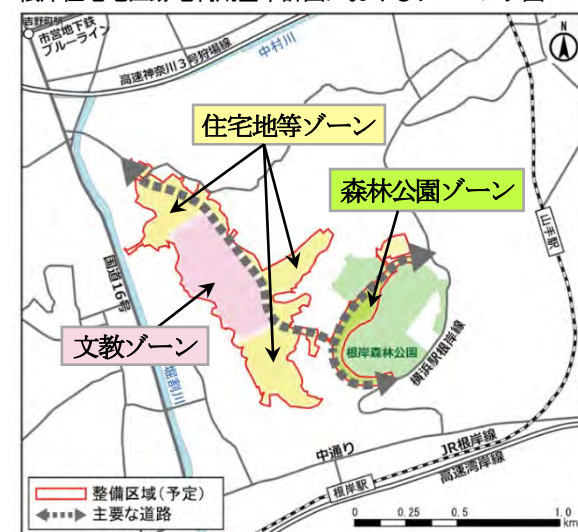 吉野町駅
市営地下鉄
ブルーライン
高速神奈川3号狩場線
中村川
住宅地等ゾーン
森林公園ゾーン
山手駅
国道16号
文教ゾーン
根岸森林公園
横浜駅根岸線
堀割川
中通り
JR根岸線
高速湾岸線
根岸駅
整備区域(予定)
主要な道路
N
0 0.25 0.5 1.0
km